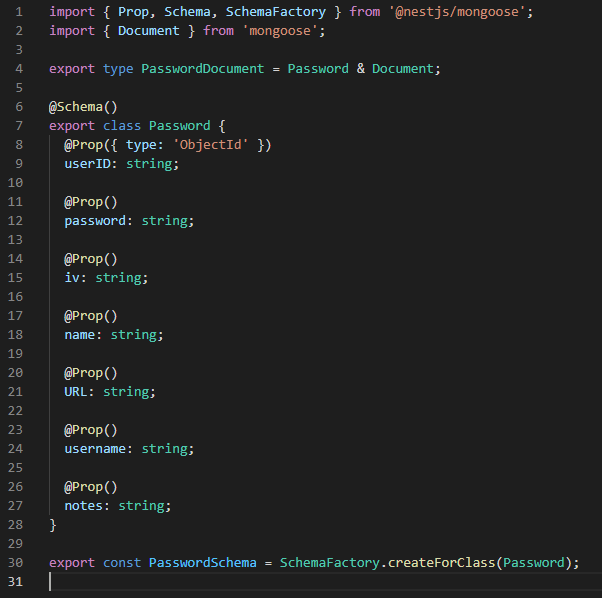 1 import { Prop, Schema, SchemaFactory } from '@nestjs/mongoose';
2 import { Document } from 'mongoose';
3
4 export type PasswordDocument = Password & Document;
5
6 @Schema()
7 export class Password {
8   @Prop({ type: 'ObjectId' })
9   userID: string;
10
11   @Prop()
12   password: string;
13
14   @Prop()
15   iv: string;
16
17   @Prop()
18   name: string;
19
20   @Prop()
21   URL: string;
22
23   @Prop()
24   username: string;
25
26   @Prop()
27   notes: string;
28 }
29
30 export const PasswordSchema = SchemaFactory.createForClass(Password);
31